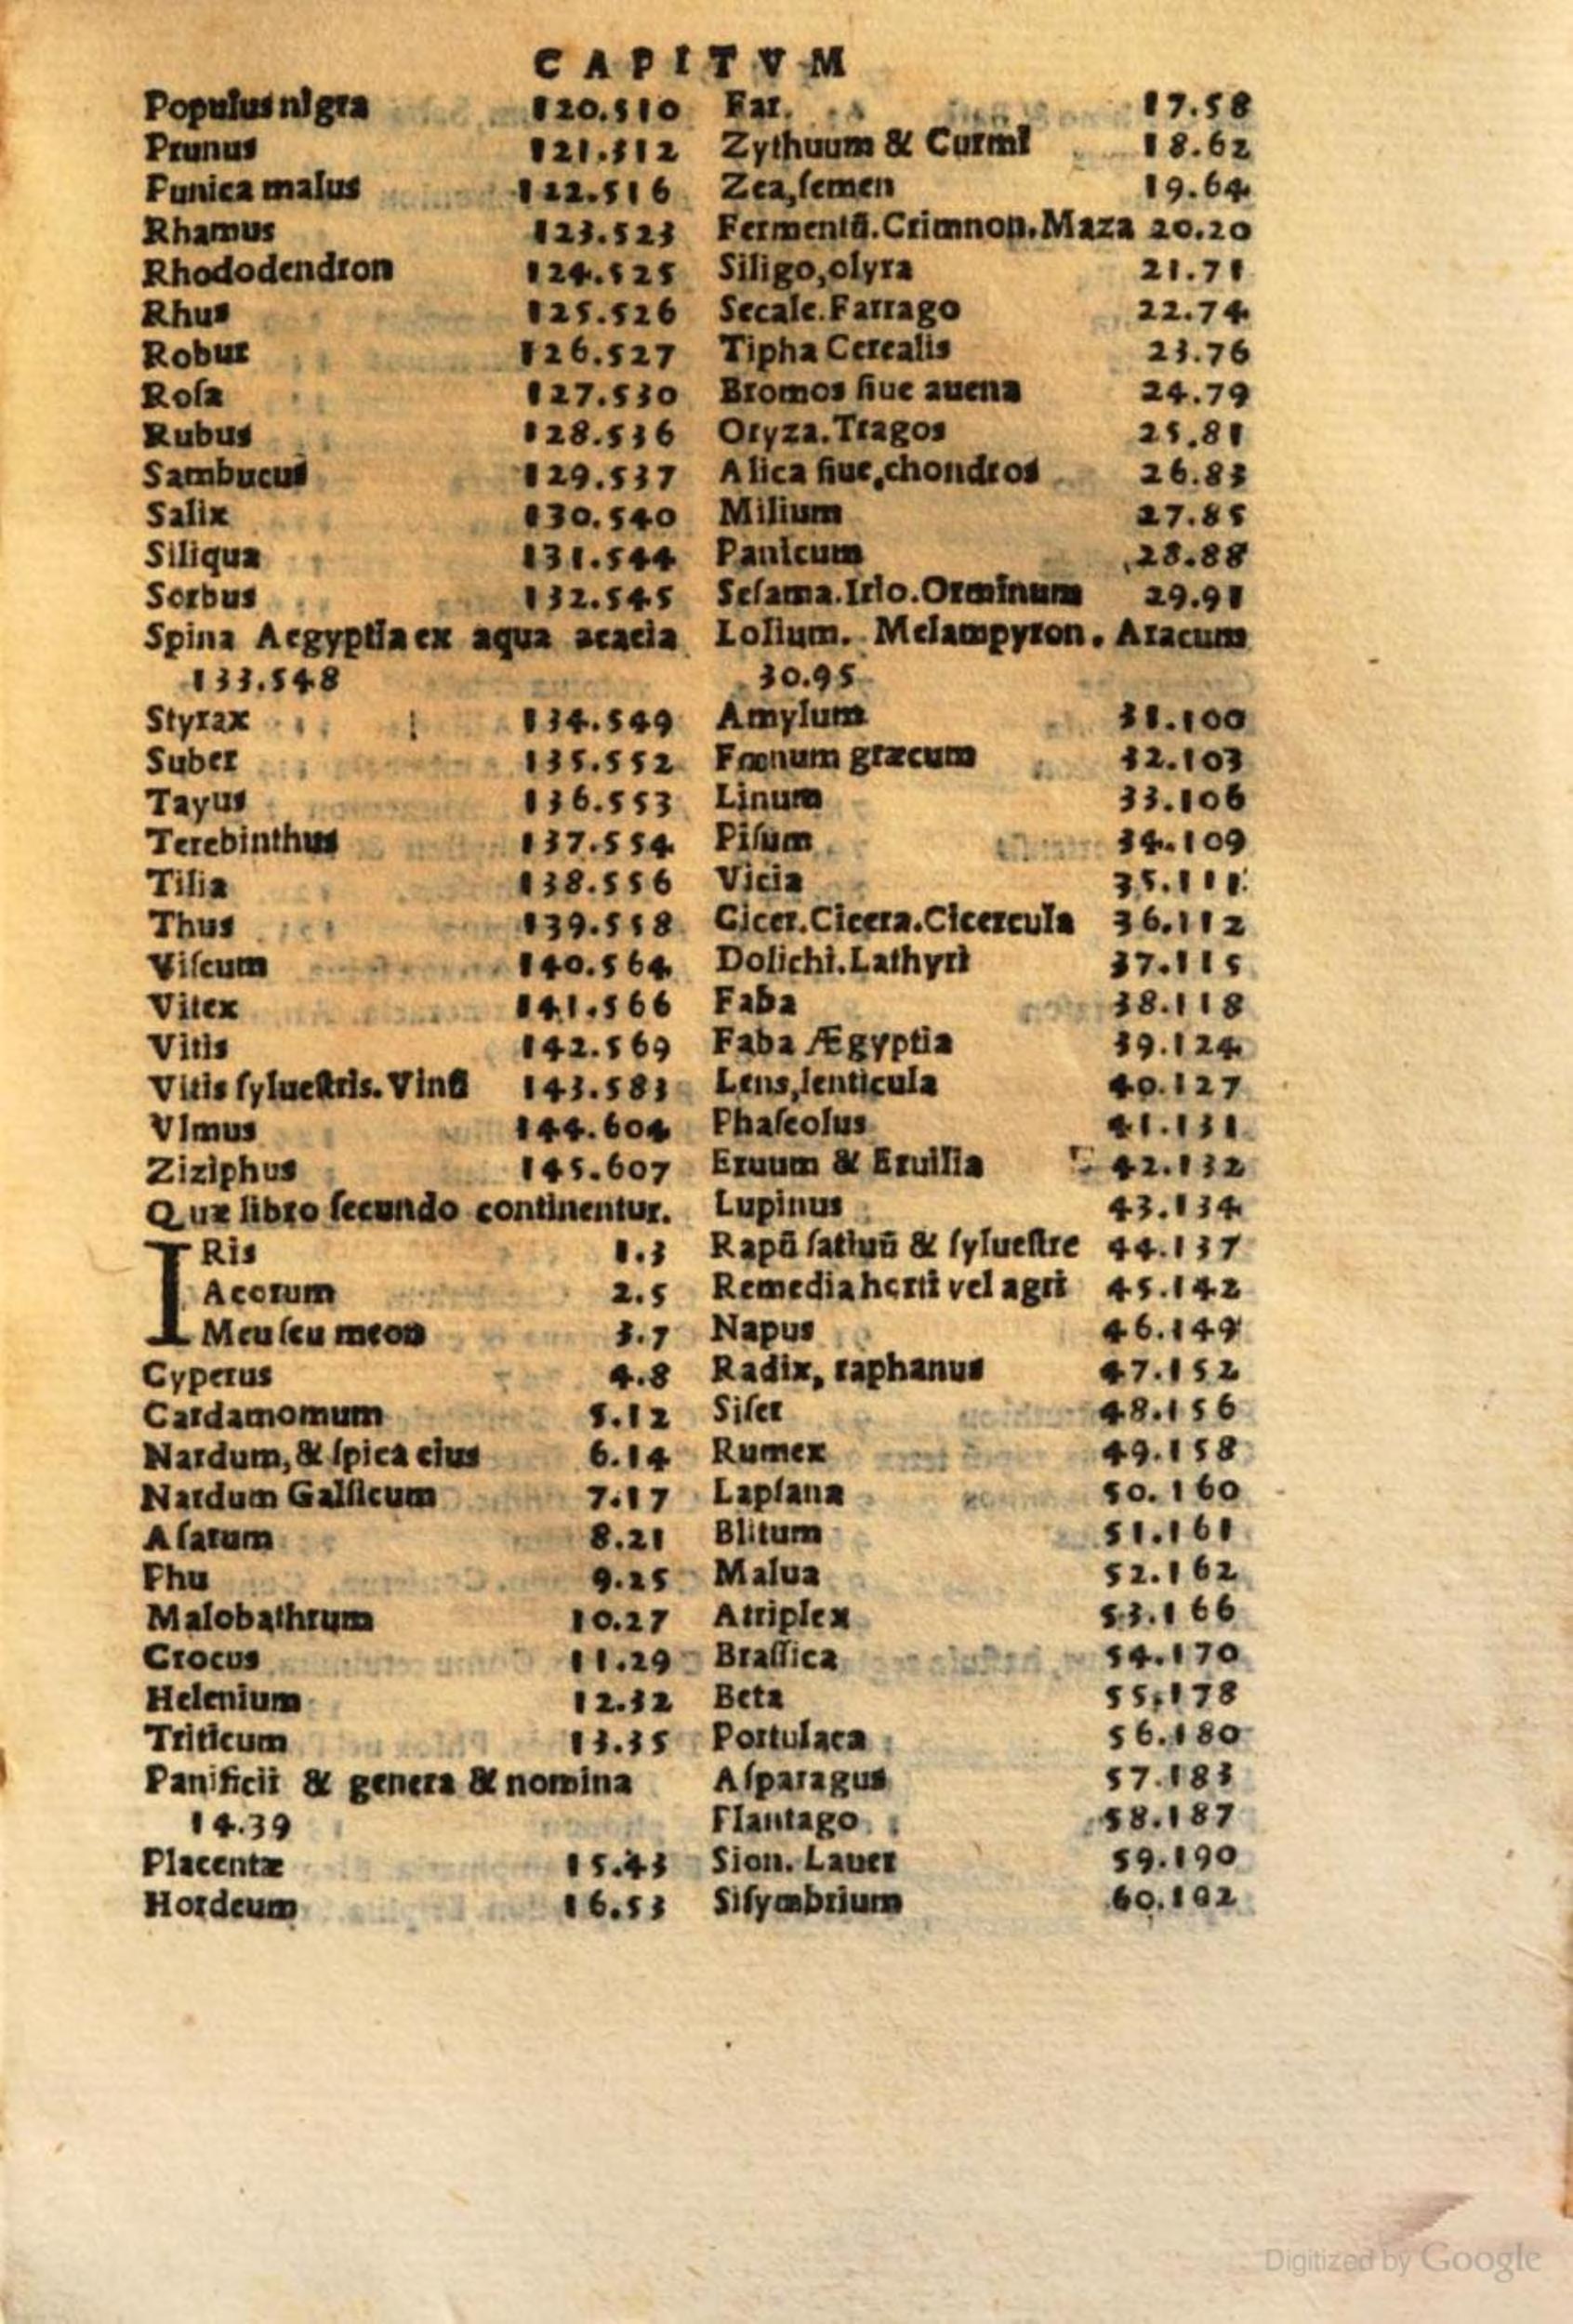 CAPITVM
Populus nigra 120.510
Prunus 121.512
Punica malus 122.516
Rhamus 123.523
Rhododendron 124.525
Rhus 125.526
Robur 126.527
Roſa 127.530
Rubus 128.536
Sambucus 129.537
Salix 130.540
Siliqua 131.544
Sorbus 132.545
Spina Aegyptia ex aqua acacia
133.548
Styrax 134.549
Suber 135.552
Tayus 136.553
Terebinthus 137.554
Tilia 138.556
Thus 139.558
Viſcum 140.564
Vitex 141.566
Vitis 142.569
Vitis ſylueſtris. Vinū 143.583
Vlmus 144.604
Ziziphus 145.607
Quæ libro ſecundo continentur.
IRis 1.3
Acorum 2.5
Meu ſeu meon 3.7
Cyperus 4.8
Cardamomum 5.12
Nardum, & ſpica eius 6.14
Nardum Gallicum 7.17
Aſarum 8.21
Phu 9.25
Malobathrum 10.27
Crocus 11.29
Helenium 12.32
Triticum 13.35
Panificii & genera & nomina
14.39
Placentæ 15.43
Hordeum 16.53
Far. 17.58
Zythuum & Curmi 18.62
Zea, ſemen 19.64
Fermentū. Crimnon. Maza 20.20
Siligo, olyra 21.71
Secale. Farrago 22.74
Tipha Cerealis 23.76
Bromos ſiue auena 24.79
Oryza. Tragos 25.81
Alica ſiue, chondros 26.83
Milium 27.85
Panicum 28.88
Seſama. Irio. Orminum 29.91
Lolium. Melampyron. Aracum
30.95
Amylum 31.100
Fœnum græcum 32.103
Linum 33.106
Piſum 34.109
Vicia 35.111
Cicer. Cicera. Cicercula 36.112
Dolichi. Lathyri 37.115
Faba 38.118
Faba Ægyptia 39.124
Lens, lenticula 40.127
Phaſeolus 41.131
Eruum & Eruilia 42.132
Lupinus 43.134
Rapū ſatiuū & ſylueſtre 44.137
Remedia horti vel agri 45.142
Napus 46.149
Radix, raphanus 47.152
Siſer 48.156
Rumex 49.158
Lapſana 50.160
Blitum 51.161
Malua 52.162
Atriplex 53.166
Braſſica 54.170
Beta 55.178
Portulaca 56.180
Aſparagus 57.183
Plantago 58.187
Sion. Lauer 59.190
Siſymbrium 60.192
Digitized by Google